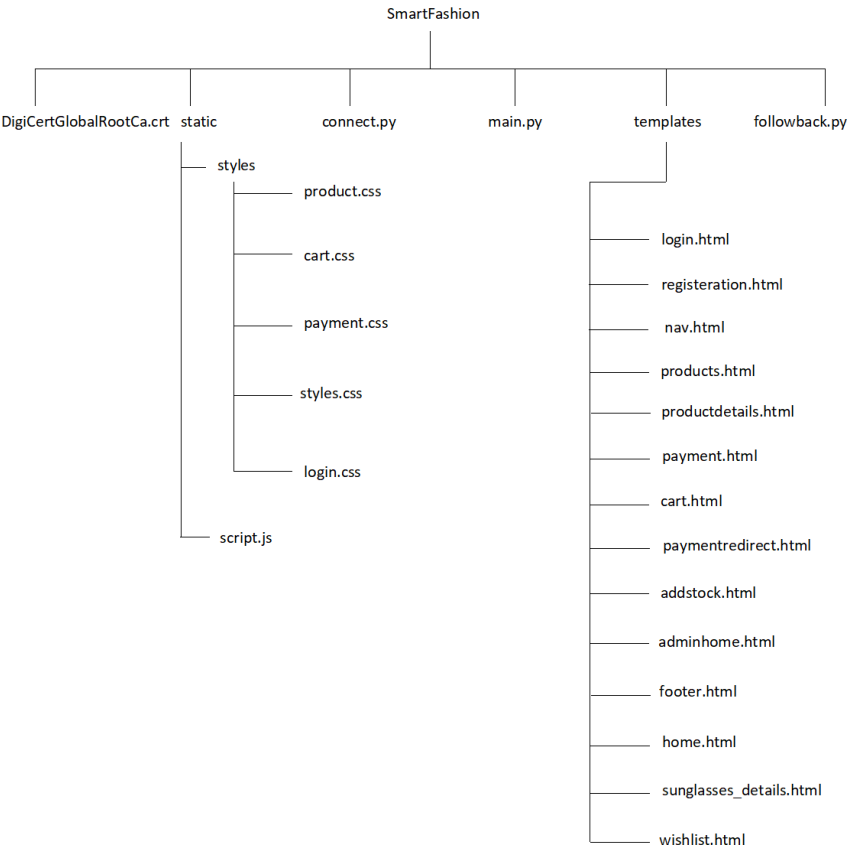 SmartFashion
DigiCertGlobalRootCa.crt static connect.py main.py templates followback.py
styles
product.css
cart.css
payment.css
styles.css
login.css
script.js
login.html
registeration.html
nav.html
products.html
productdetails.html
payment.html
cart.html
paymentredirect.html
addstock.html
adminhome.html
footer.html
home.html
sunglasses_details.html
wishlist.html